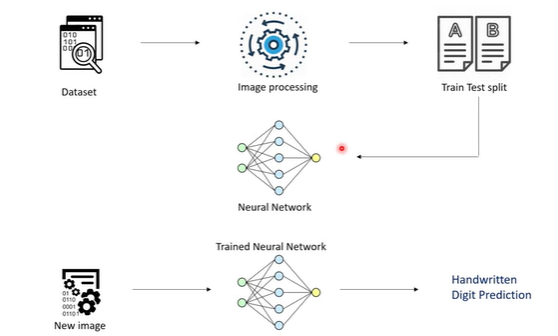 Dataset
Image processing
A B
Train Test split
Neural Network
Trained Neural Network
New image
Handwritten
Digit Prediction